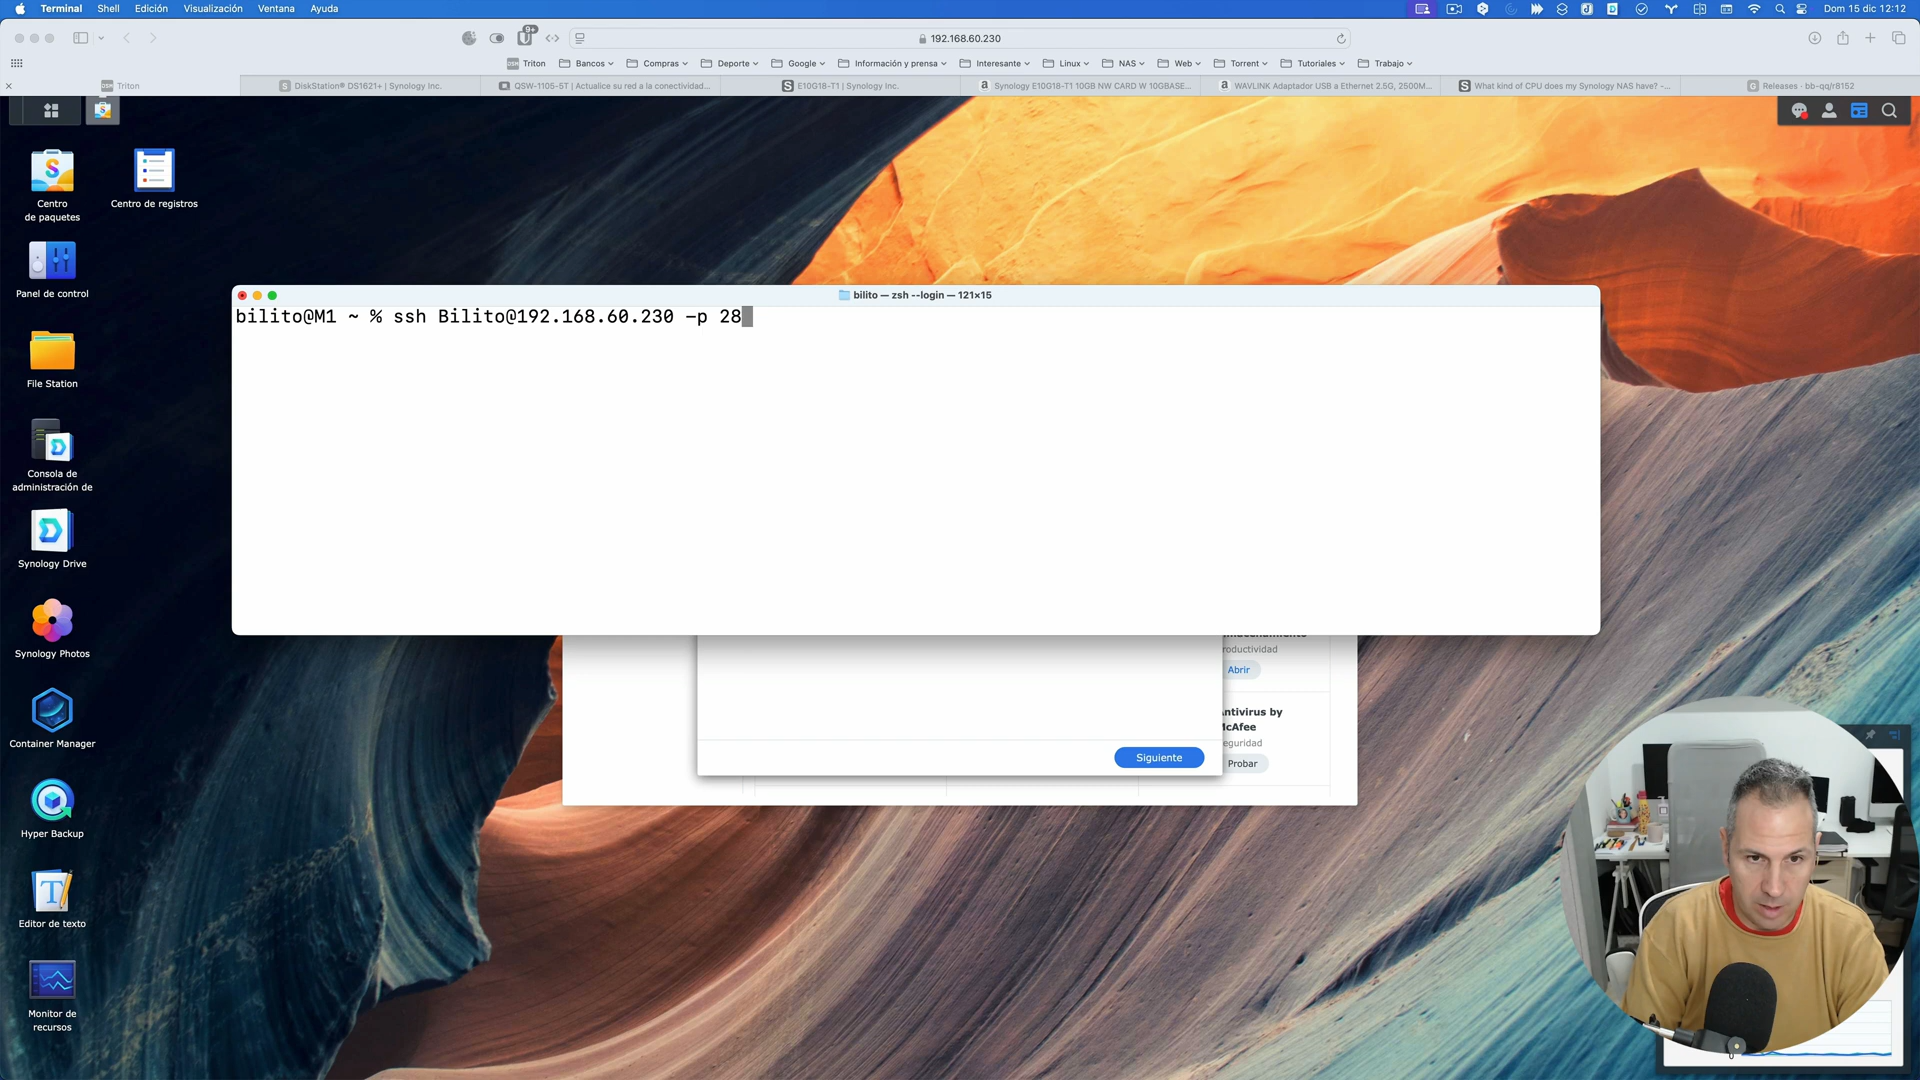 Terminal Shell Edición Visualización Ventana Ayuda Dom 15 dic 12:12
9+
192.168.60.230
Triton Bancos Compras Deporte Google Información y prensa Interesante Linux NAS Web Torrent Tutoriales Trabajo
Triton
DiskStation® DS1621+ | Synology Inc.
QSW-1105-5T | Actualice su red a la conectividad...
E10G18-T1 | Synology Inc.
Synology E10G18-T1 10GB NW CARD W 10GBASE...
WAVLINK Adaptador USB a Ethernet 2.5G, 2500M...
What kind of CPU does my Synology NAS have? -...
Releases · bb-qq/r8152
Centro
de paquetes
Centro de registros
Panel de control
File Station
Consola de
administración de
Synology Drive
Synology Photos
Container Manager
Hyper Backup
Editor de texto
Monitor de
recursos
bilito — zsh --login — 121×15
bilito@M1 ~ % ssh Bilito@192.168.60.230 -p 28
roductividad
Abrir
ntivirus by
McAfee
eguridad
Probar
Siguiente